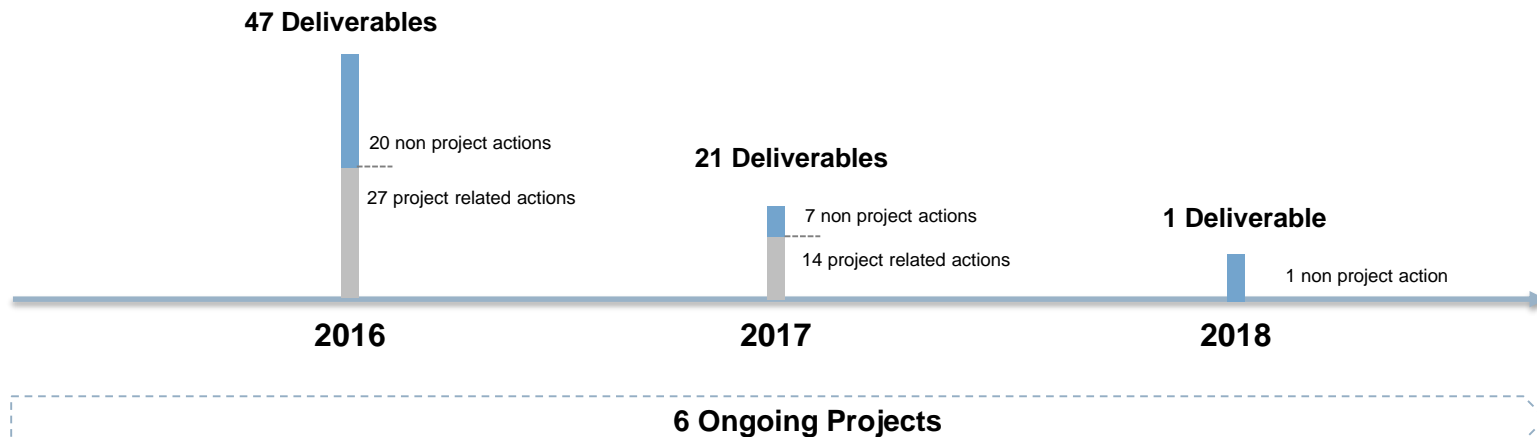 47 Deliverables
20 non project actions
27 project related actions
21 Deliverables
7 non project actions
14 project related actions
1 Deliverable
1 non project action
2016
2017
2018
6 Ongoing Projects